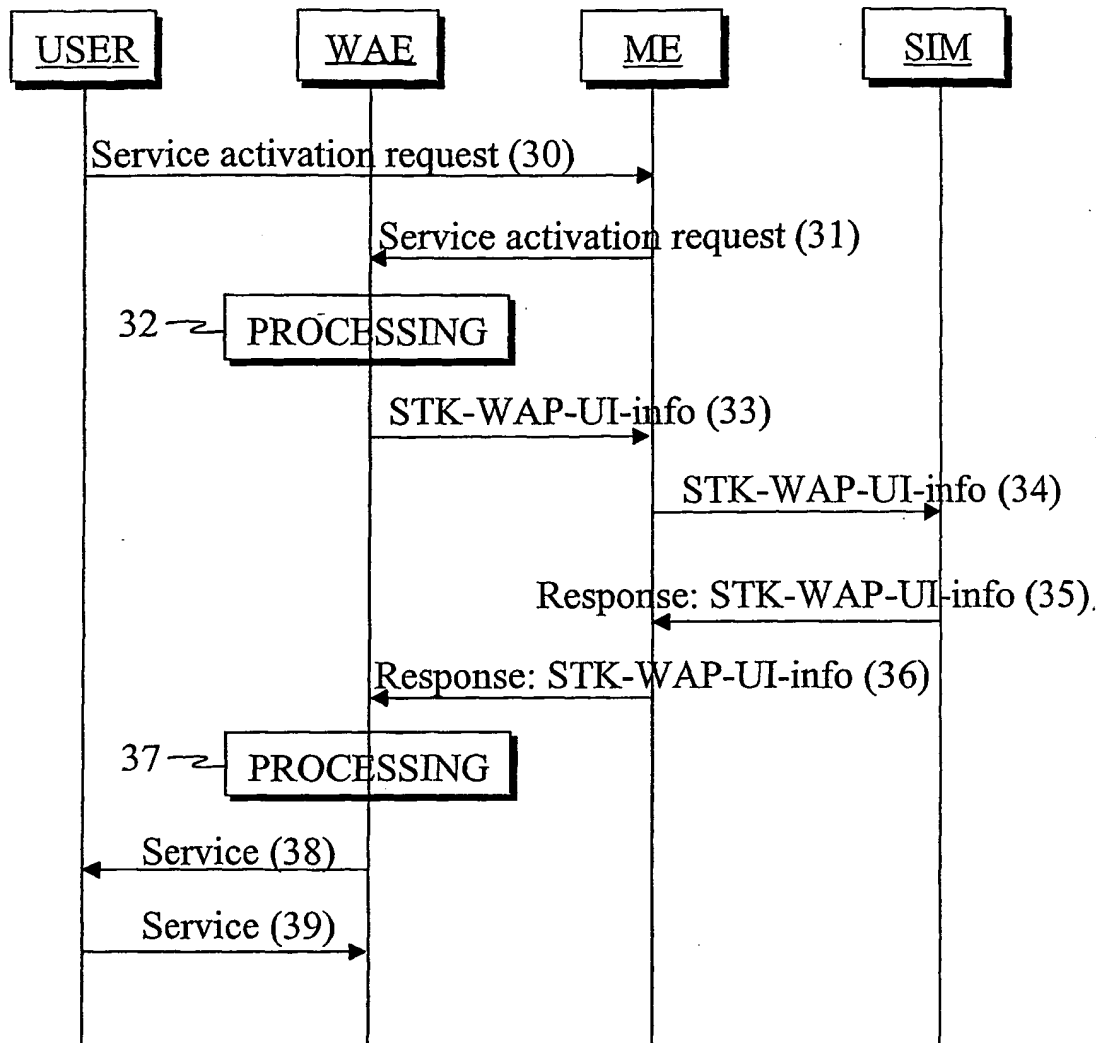 USER WAE ME SIM
Service activation request (30)
Service activation request (31)
32 PROCESSING
STK-WAP-UI-info (33)
STK-WAP-UI-info (34)
Response: STK-WAP-UI-info (35)
Response: STK-WAP-UI-info (36)
37 PROCESSING
Service (38)
Service (39)